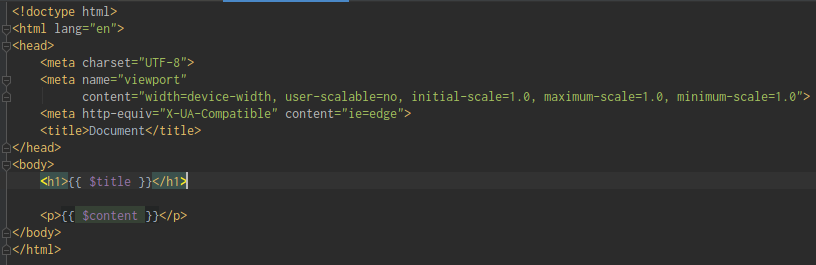 <!doctype html>
<html lang="en">
<head>
    <meta charset="UTF-8">
    <meta name="viewport"
          content="width=device-width, user-scalable=no, initial-scale=1.0, maximum-scale=1.0, minimum-scale=1.0">
    <meta http-equiv="X-UA-Compatible" content="ie=edge">
    <title>Document</title>
</head>
<body>
    <h1>{{ $title }}</h1>

    <p>{{ $content }}</p>
</body>
</html>